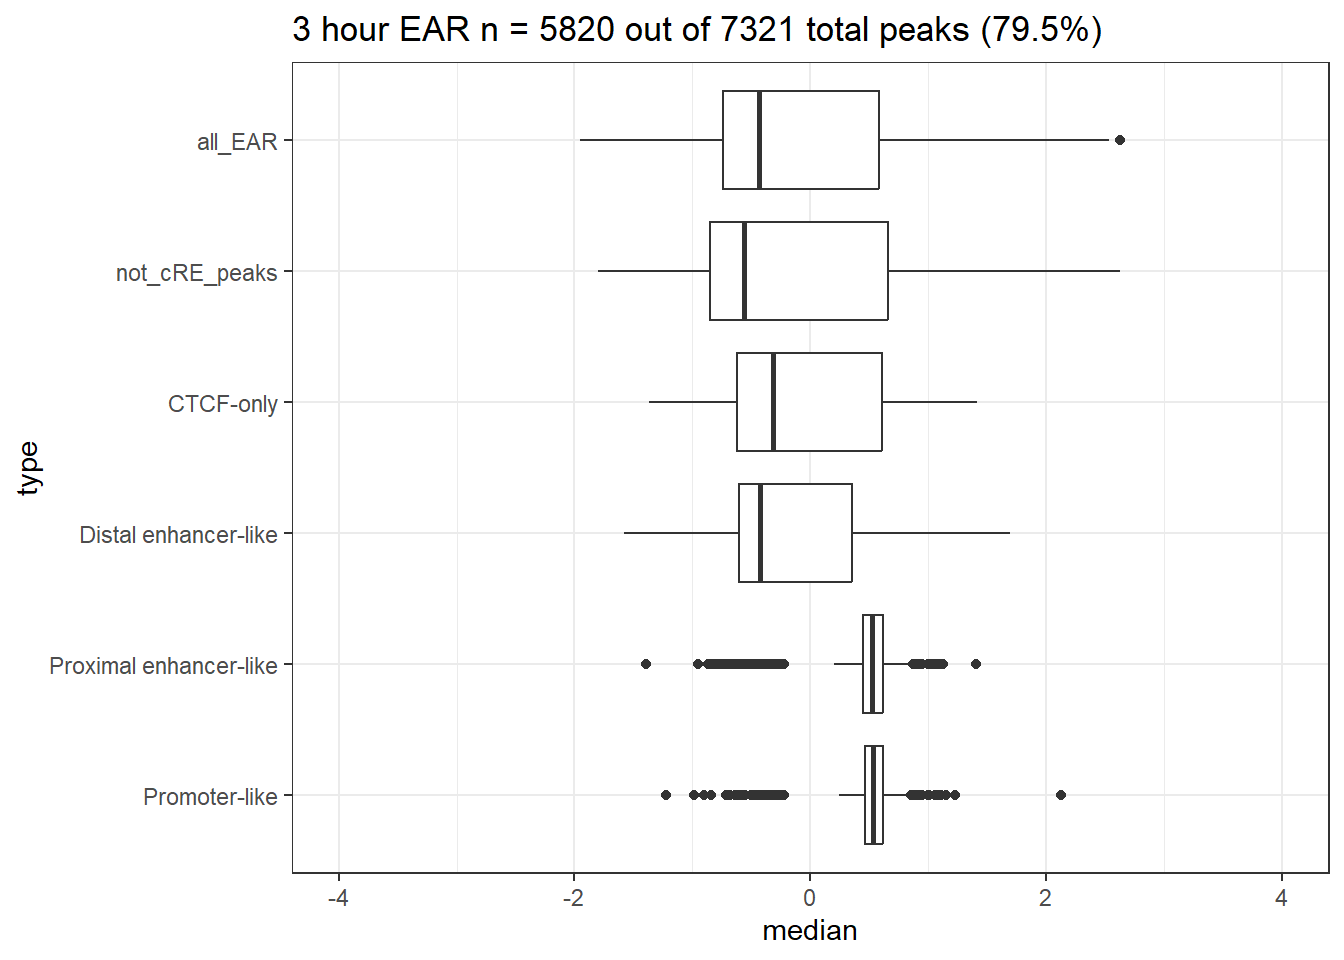 3 hour EAR n = 5820 out of 7321 total peaks (79.5%)
type
all_EAR
not_cRE_peaks
CTCF-only
Distal enhancer-like
Proximal enhancer-like
Promoter-like
-4 -2 0 2 4
median